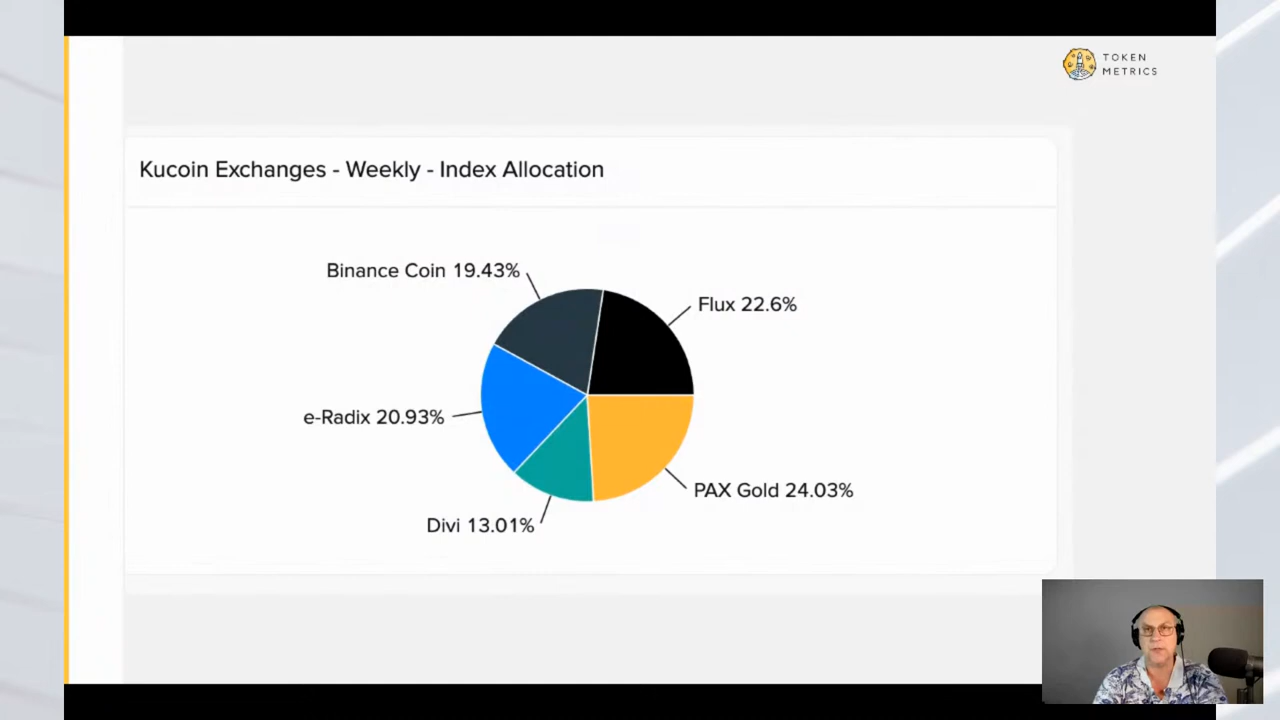 TOKEN
METRICS
Kucoin Exchanges - Weekly - Index Allocation
Binance Coin 19.43%
Flux 22.6%
e-Radix 20.93%
PAX Gold 24.03%
Divi 13.01%